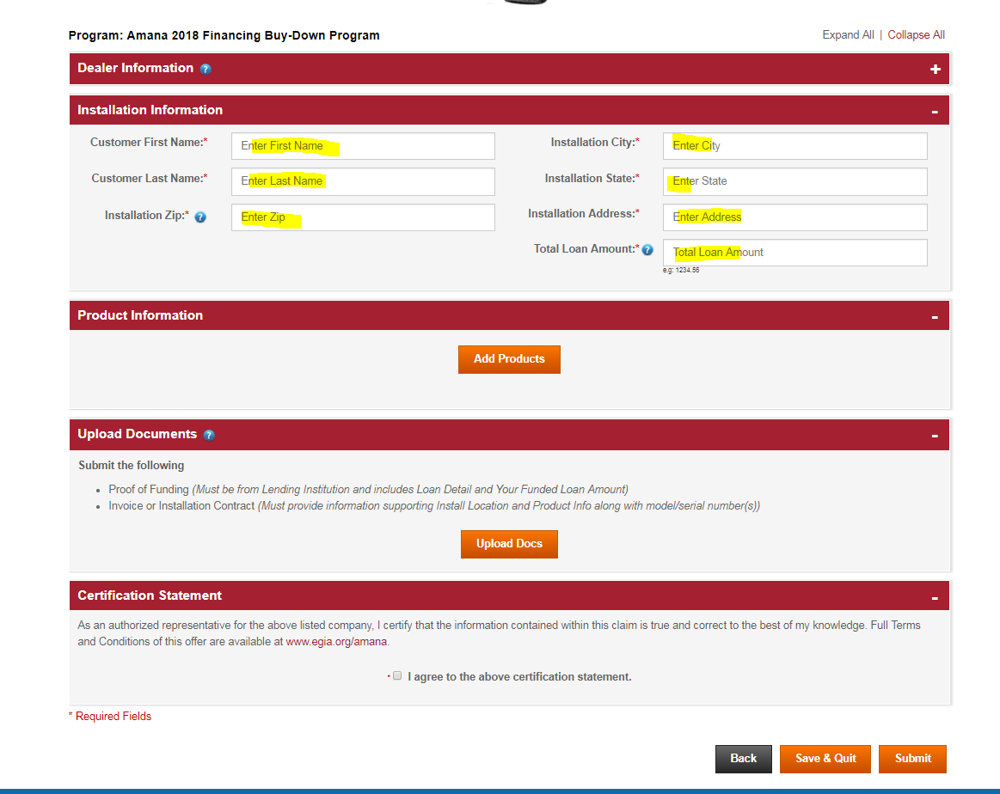 Program: Amana 2018 Financing Buy-Down Program
Expand All | Collapse All
Dealer Information ?
+
Installation Information
-
Customer First Name:*
Enter First Name
Installation City:*
Enter City
Customer Last Name:*
Enter Last Name
Installation State:*
Enter State
Installation Zip:* ?
Enter Zip
Installation Address:*
Enter Address
Total Loan Amount:* ?
Total Loan Amount
e.g: 1234.56
Product Information
-
Add Products
Upload Documents ?
-
Submit the following
• Proof of Funding (Must be from Lending Institution and includes Loan Detail and Your Funded Loan Amount)
• Invoice or Installation Contract (Must provide information supporting Install Location and Product Info along with model/serial number(s))
Upload Docs
Certification Statement
-
As an authorized representative for the above listed company, I certify that the information contained within this claim is true and correct to the best of my knowledge. Full Terms
and Conditions of this offer are available at www.egia.org/amana.
* I agree to the above certification statement.
* Required Fields
Back
Save & Quit
Submit